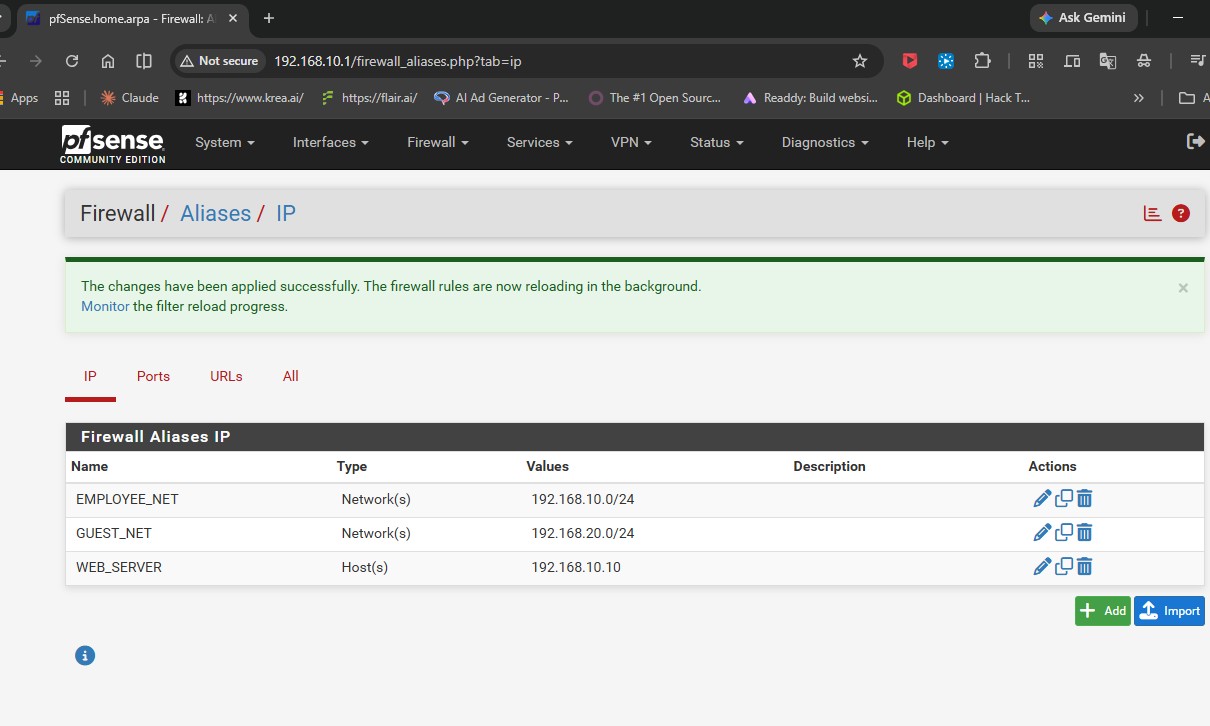 pfSense.home.arpa - Firewall: A
Ask Gemini
Not secure 192.168.10.1/firewall_aliases.php?tab=ip
Apps Claude https://www.krea.ai/ https://flair.ai/ AI Ad Generator - P... The #1 Open Sourc... Readdy: Build websi... Dashboard | Hack T... » A
pfsense
COMMUNITY EDITION
System Interfaces Firewall Services VPN Status Diagnostics Help
Firewall / Aliases / IP
The changes have been applied successfully. The firewall rules are now reloading in the background.
Monitor the filter reload progress.
IP Ports URLs All
Firewall Aliases IP
Name Type Values Description Actions
EMPLOYEE_NET Network(s) 192.168.10.0/24
GUEST_NET Network(s) 192.168.20.0/24
WEB_SERVER Host(s) 192.168.10.10
Add Import